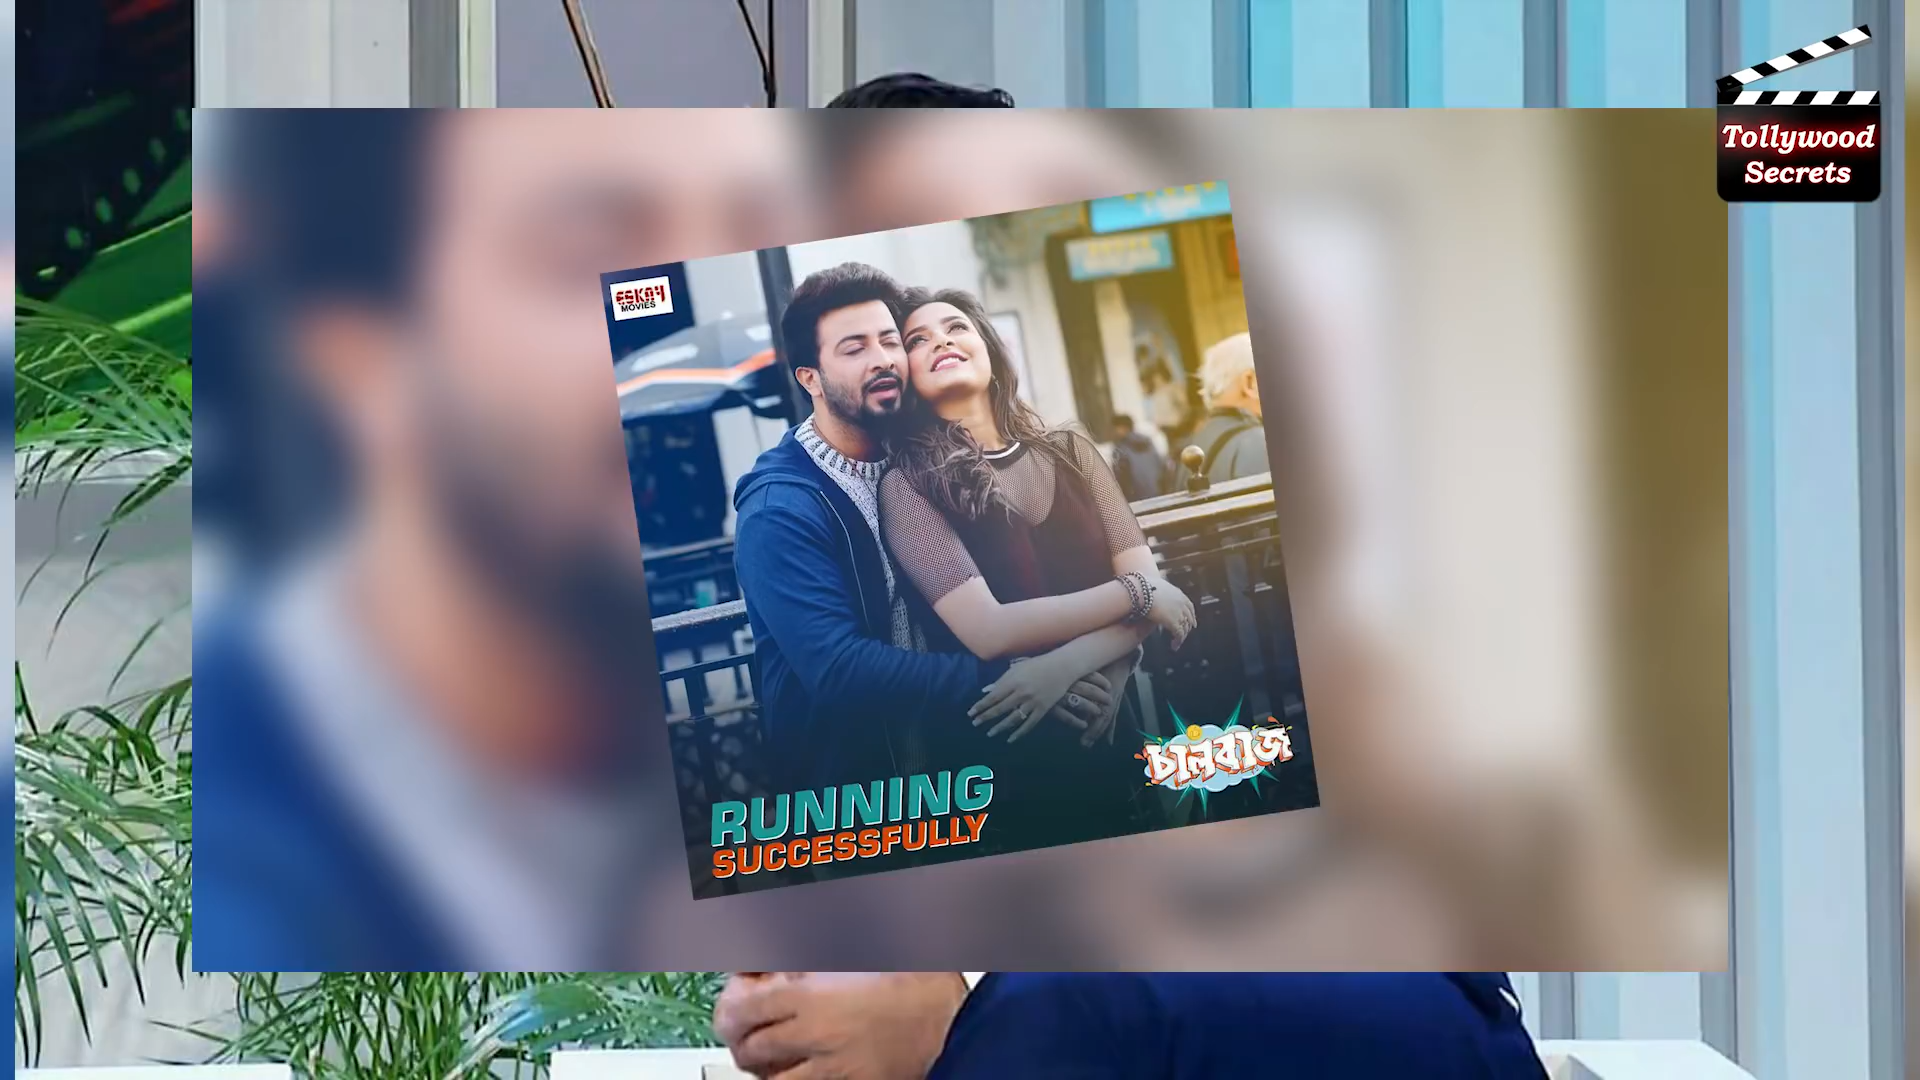 Tollywood
Secrets
ESKAY
MOVIES
চালবাজ
RUNNING
SUCCESSFULLY